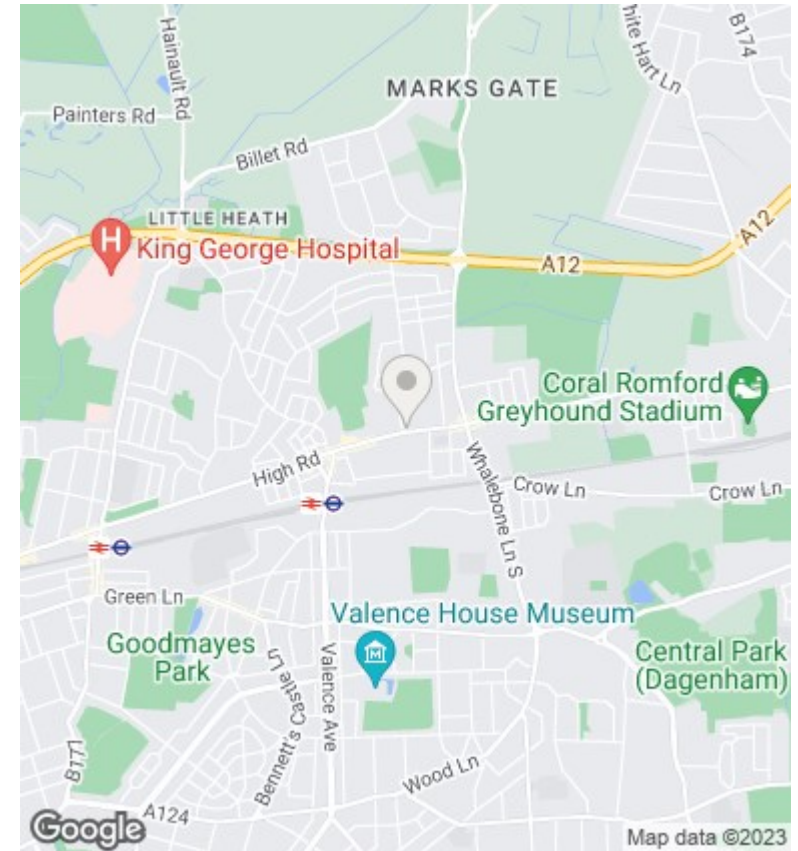 Hainault Rd
hite Hart Ln
B174
MARKS GATE
Painters Rd
Billet Rd
LITTLE HEATH
H
King George Hospital
A12
A12
Coral Romford
Greyhound Stadium
High Rd
Whalebone Ln S
Crow Ln
Crow Ln
Green Ln
Valence House Museum
M
Goodmayes
Park
Central Park
(Dagenham)
Bennett's Castle Ln
Valence Ave
B177
Wood Ln
A124
Google
Map data ©2023